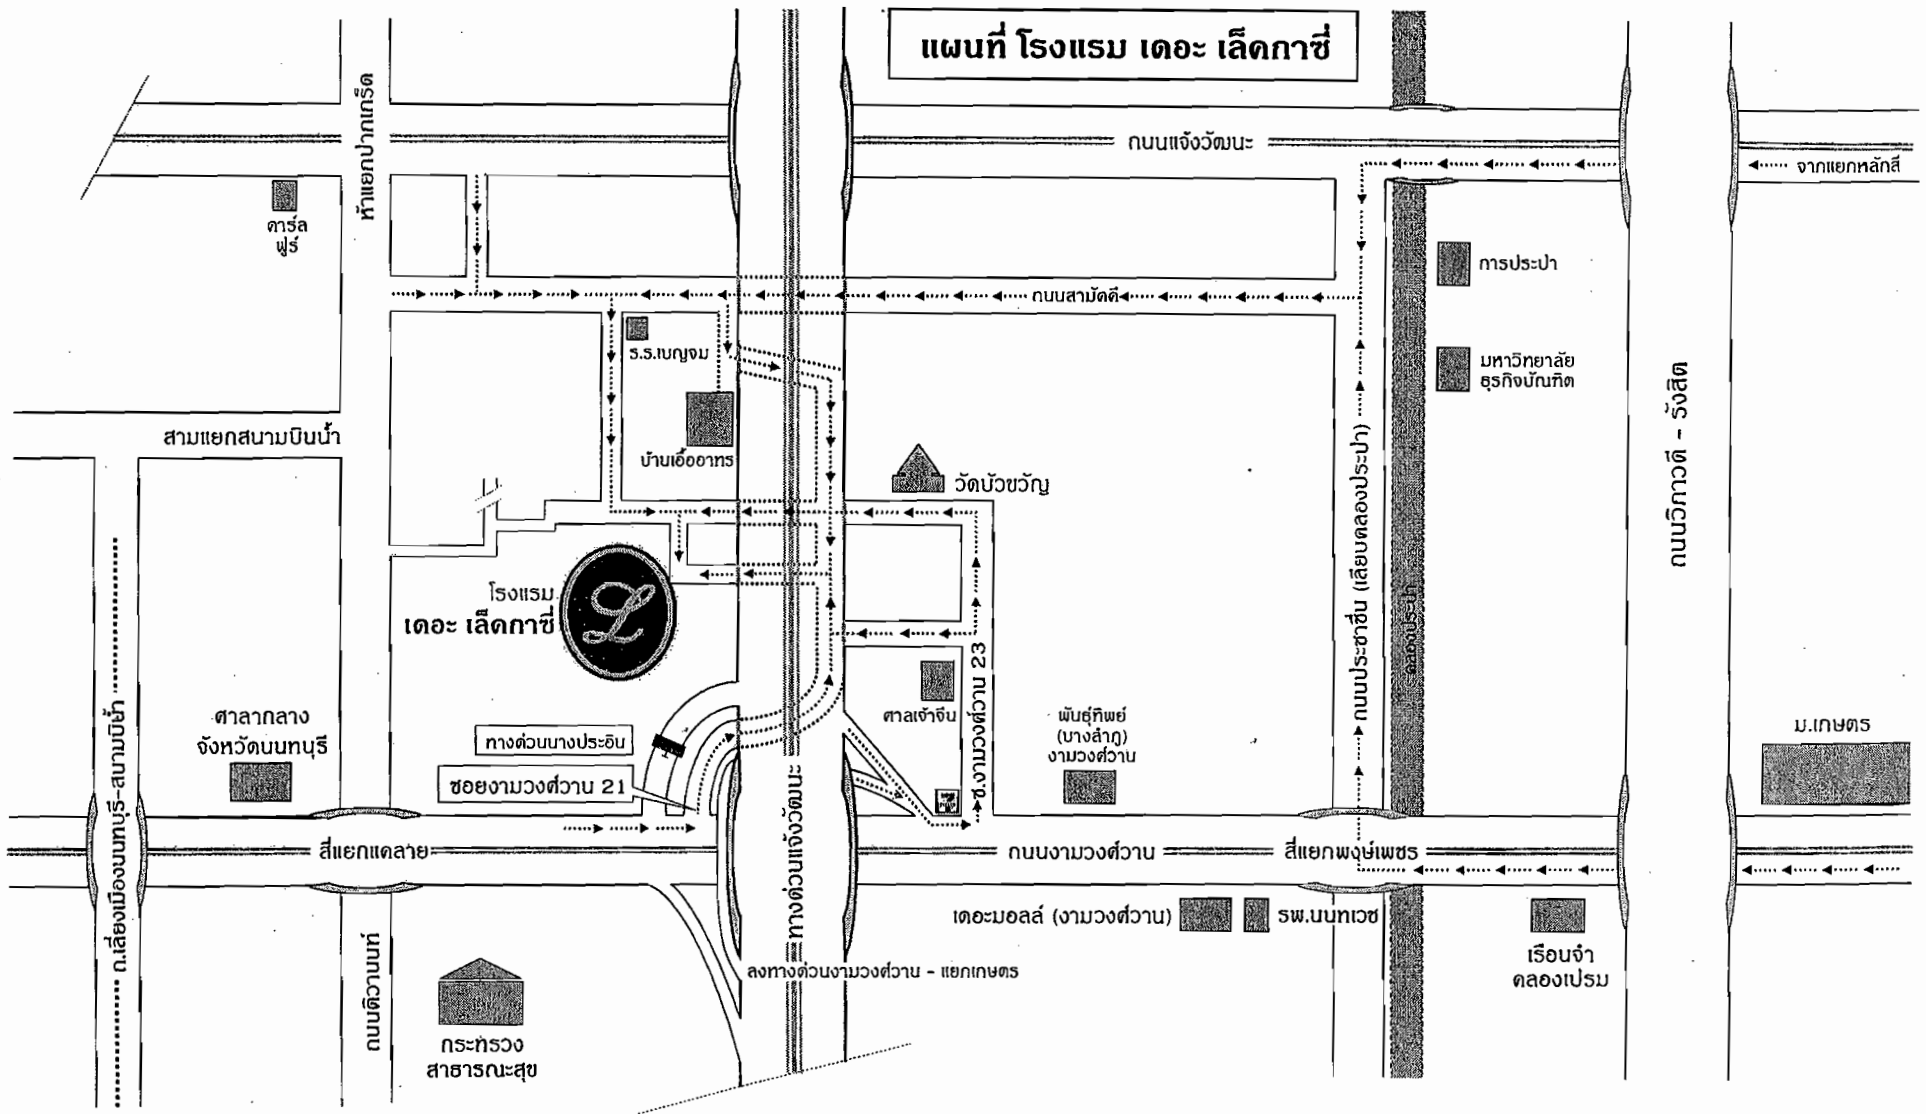 แผนที่ โรงแรม เดอะ เล็คกาซี่
ห้าแยกปากเกร็ด
ถนนแจ้งวัฒนะ
จากแยกหลักสี่
คาร์ล
ฟูร์
การประปา
ถนนสามัคคี
ร.ร.เบญจม
มหาวิทยาลัย
ธุรกิจบัณฑิต
สามแยกสนามบินน้ำ
บ้านเอื้ออาทร
วัดบัวขวัญ
ถนนวิภาวดี - รังสิต
ถนนประชาชื่น (เลียบคลองประปา)
คลองประปา
โรงแรม
เดอะ เล็คกาซี่
L
ศาลเจ้าจีน
ซ.งามวงศ์วาน 23
ศาลากลาง
จังหวัดนนทบุรี
ถ.เลี่ยงเมืองนนทบุรี-สนามบินน้ำ
ทางด่วนบางปะอิน
ซอยงามวงศ์วาน 21
พันธุ์ทิพย์
(บางลำภู)
งามวงศ์วาน
ม.เกษตร
สี่แยกแคลาย
ถนนงามวงศ์วาน
สี่แยกพงษ์เพชร
เดอะมอลล์ (งามวงศ์วาน)
รพ.นนทเวช
เรือนจำ
คลองเปรม
ลงทางด่วนงามวงศ์วาน - แยกเกษตร
ถนนติวานนท์
กระทรวง
สาธารณะสุข